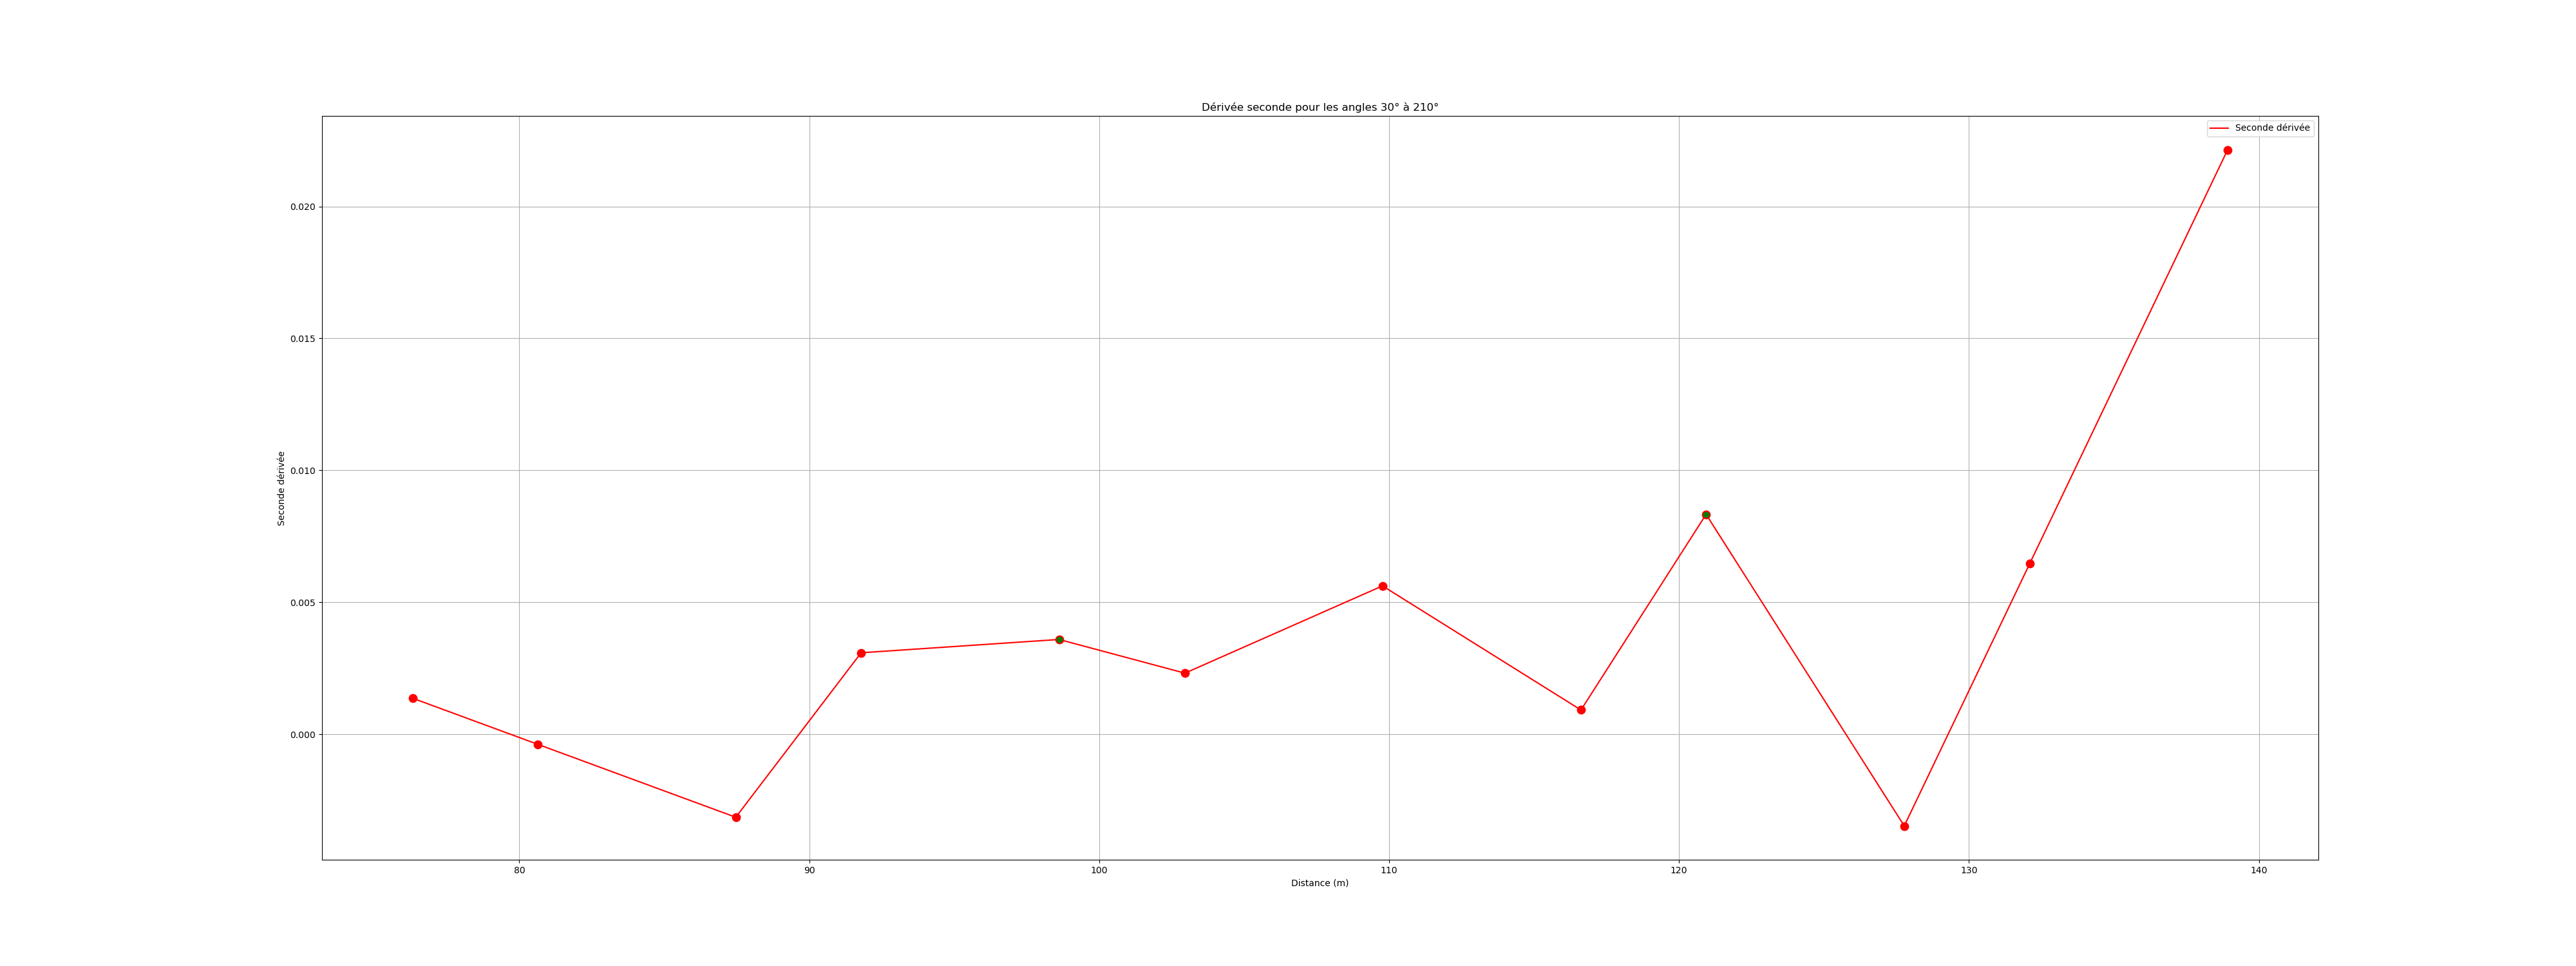 Dérivée seconde pour les angles 30° à 210°
Seconde dérivée
0.020
0.015
0.010
0.005
0.000
Seconde dérivée
80 90 100 110 120 130 140
Distance (m)